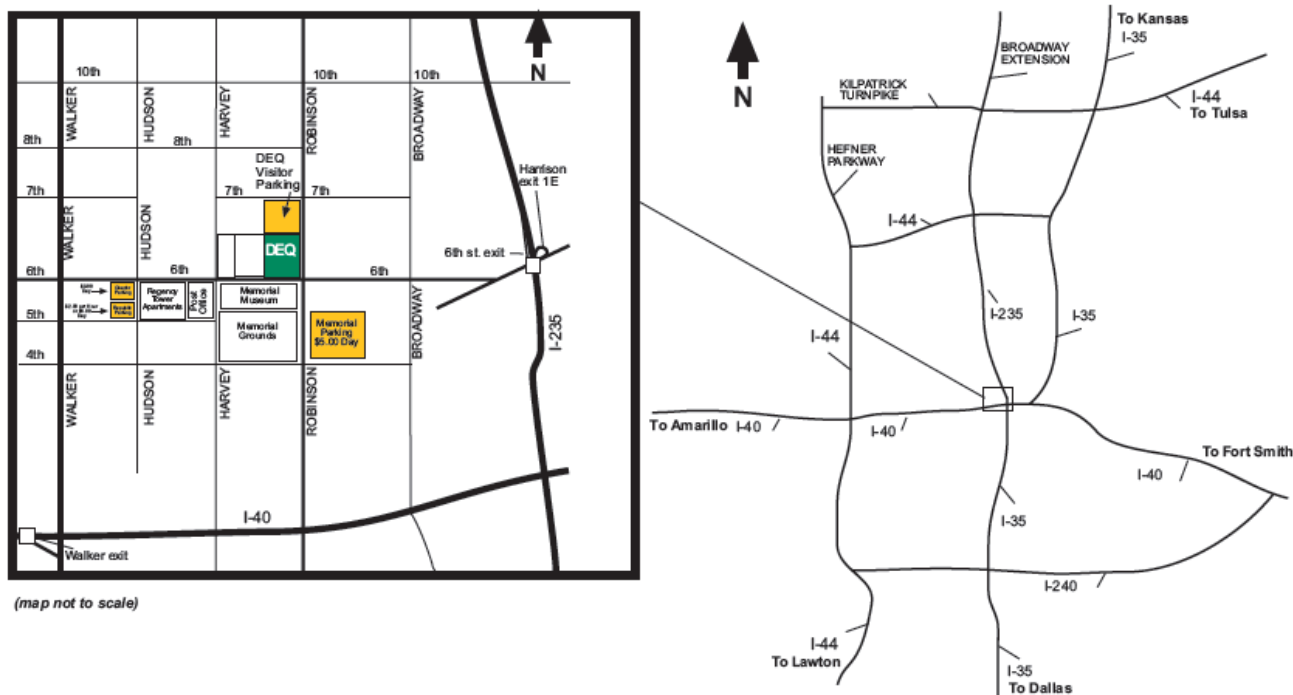 N
10th
10th
10th
WALKER
HUDSON
HARVEY
ROBINSON
BROADWAY
8th
8th
DEQ
Visitor
Parking
Harrison
exit 1E
7th
7th
7th
WALKER
HUDSON
DEQ
6th st. exit
6th
6th
6th
Regency
Tower
Apartments
Post
Office
Memorial
Museum
Parking
Parking
5th
Memorial
Grounds
Memorial
Parking
$5.00 Day
BROADWAY
I-235
4th
WALKER
HUDSON
HARVEY
ROBINSON
I-40
Walker exit
(map not to scale)
N
To Kansas
I-35
BROADWAY
EXTENSION
KILPATRICK
TURNPIKE
I-44
To Tulsa
HEFNER
PARKWAY
I-44
I-235
I-35
I-44
To Amarillo
I-40
I-40
To Fort Smith
I-40
I-35
I-240
I-44
To Lawton
I-35
To Dallas